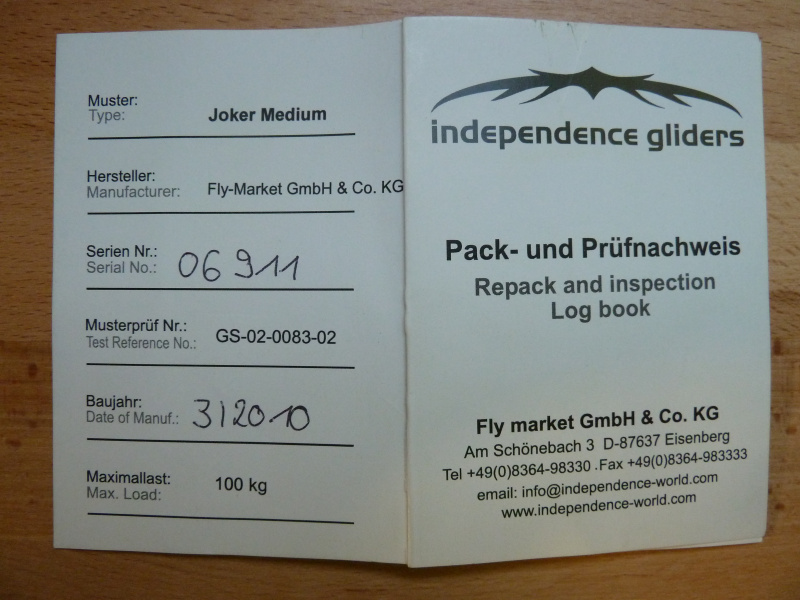 Muster:
Type: Joker Medium
Hersteller:
Manufacturer: Fly-Market GmbH & Co. KG
Serien Nr.:
Serial No.: 06911
Musterprüf Nr.:
Test Reference No.: GS-02-0083-02
Baujahr:
Date of Manuf.: 3/2010
Maximallast:
Max. Load: 100 kg
independence gliders
Pack- und Prüfnachweis
Repack and inspection
Log book
Fly market GmbH & Co. KG
Am Schönebach 3 D-87637 Eisenberg
Tel +49(0)8364-98330 .Fax +49(0)8364-983333
email: info@independence-world.com
www.independence-world.com